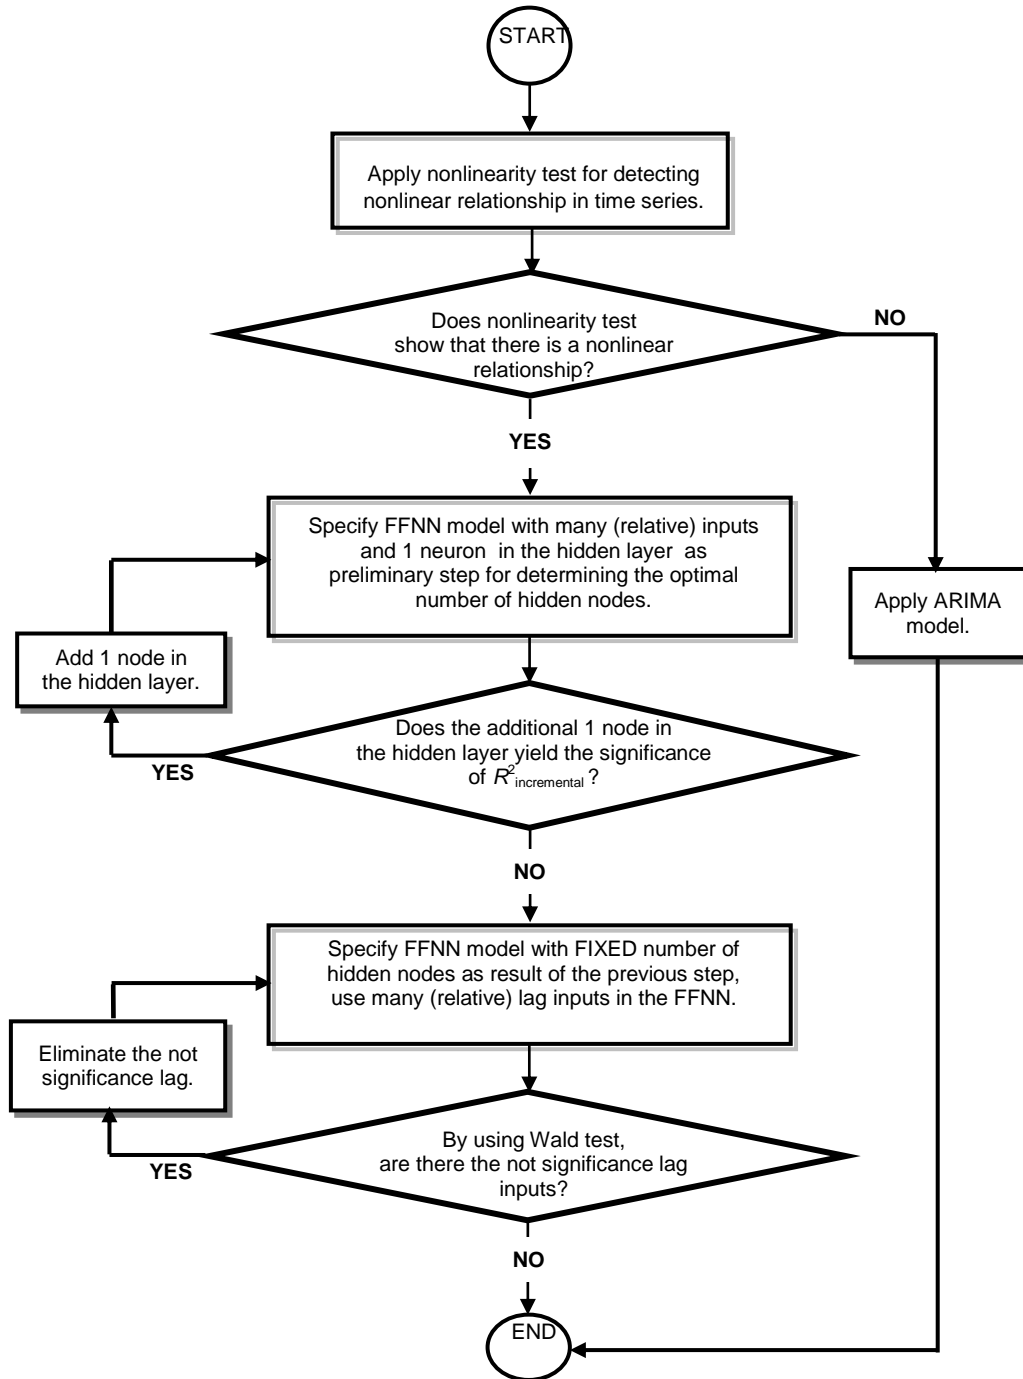 START
Apply nonlinearity test for detecting
nonlinear relationship in time series.
Does nonlinearity test
show that there is a nonlinear
relationship?
NO
YES
Specify FFNN model with many (relative) inputs
and 1 neuron in the hidden layer as
preliminary step for determining the optimal
number of hidden nodes.
Apply ARIMA
model.
Add 1 node in
the hidden layer.
Does the additional 1 node in
the hidden layer yield the significance
of R²incremental ?
YES
NO
Specify FFNN model with FIXED number of
hidden nodes as result of the previous step,
use many (relative) lag inputs in the FFNN.
Eliminate the not
significance lag.
By using Wald test,
are there the not significance lag
inputs?
YES
NO
END